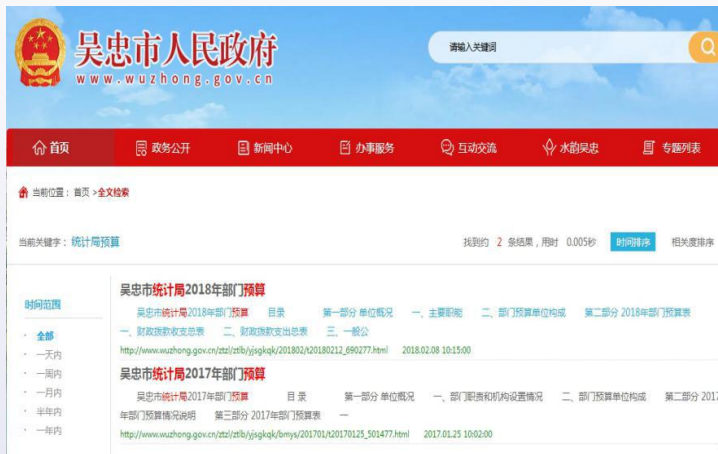 吴忠市人民政府
www.wuzhong.gov.cn
请输入关键词
首页 政务公开 新闻中心 办事服务 互动交流 水韵吴忠 专题列表
当前位置：首页 >全文检索
当前关键字：统计局预算 找到约 2 条结果，用时 0.005秒 时间排序 相关度排序
时间范围
· 全部
· 一天内
· 一周内
· 一月内
· 半年内
· 一年内
吴忠市统计局2018年部门预算
吴忠市统计局2018年部门预算 目录 第一部分 单位概况 一、主要职能 二、部门预算单位构成 第二部分 2018年部门预算表
一、财政拨款收支总表 二、财政拨款支出总表 三、一般公
http://www.wuzhong.gov.cn/ztzl/ztlb/yjsgkqk/201802/t20180212_690277.html 2018.02.08 10:15:00
吴忠市统计局2017年部门预算
吴忠市统计局2017年部门预算 目 录 第一部分 单位概况 一、部门职责和机构设置情况 二、部门预算单位构成 第二部分 2017
年部门预算情况说明 第三部分 2017年部门预算表 一
http://www.wuzhong.gov.cn/ztzl/ztlb/yjsgkqk/bmys/201701/t20170125_501477.html 2017.01.25 10:02:00